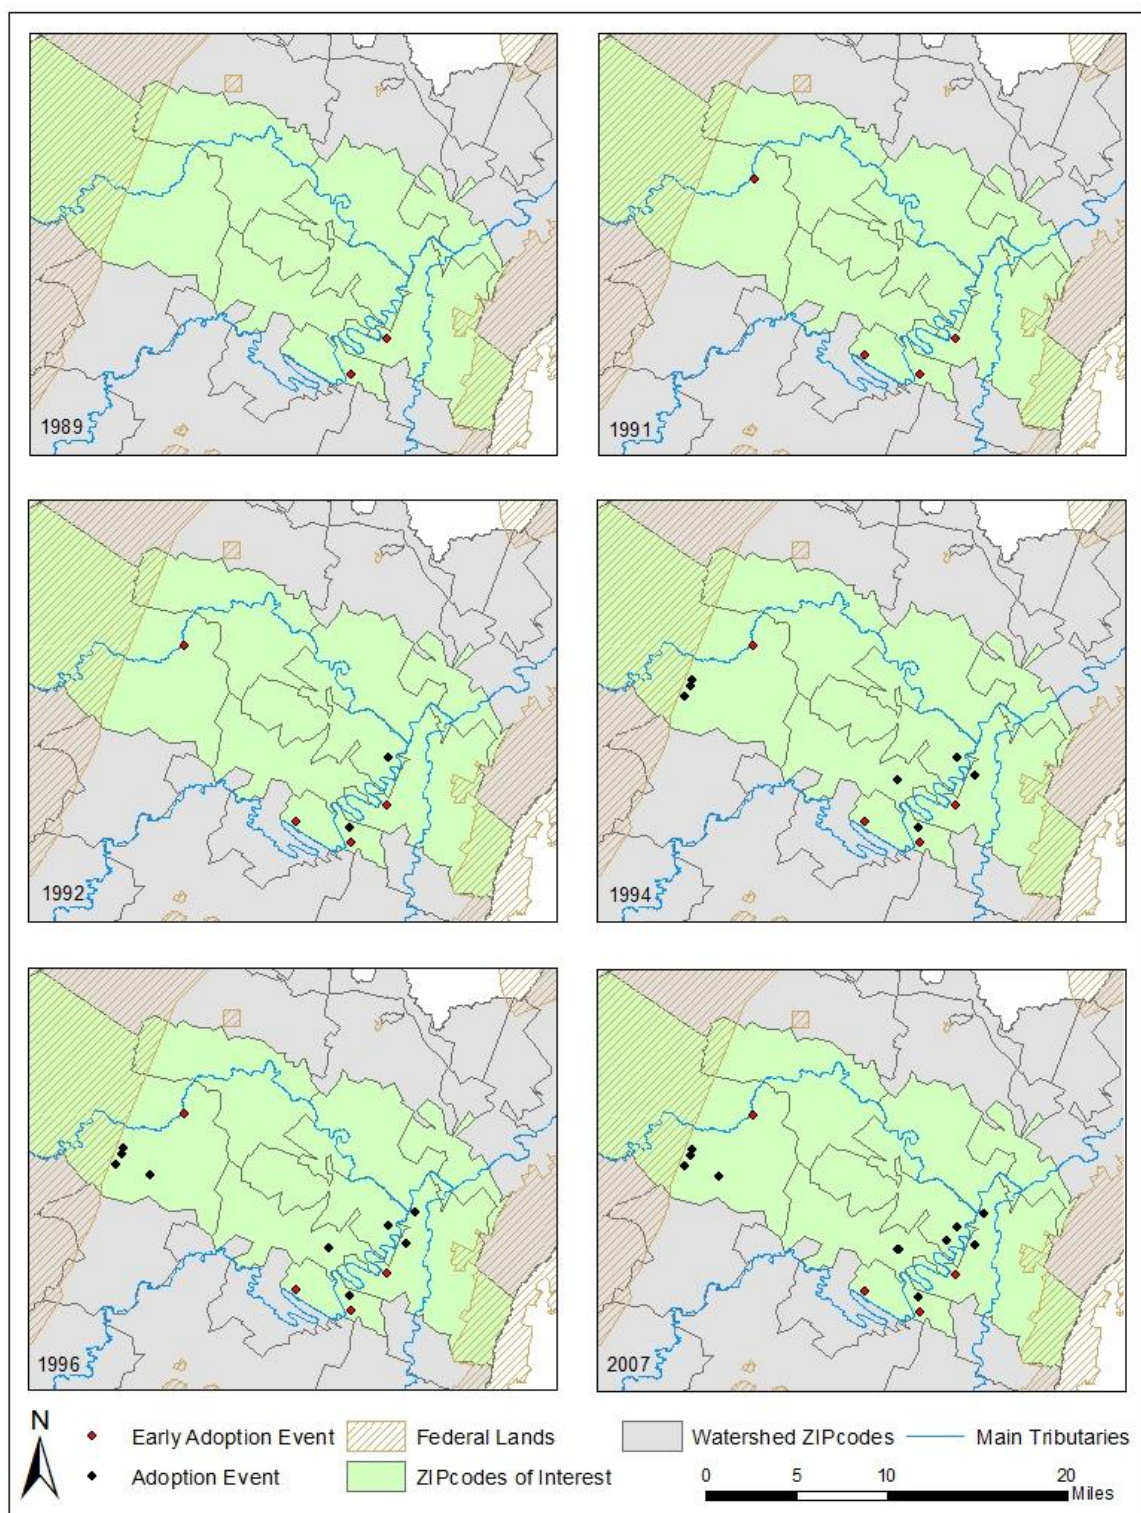 1989
1991
1992
1994
1996
2007
N
Early Adoption Event
Federal Lands
Watershed ZIPcodes
Main Tributaries
Adoption Event
ZIPcodes of Interest
0 5 10 20
Miles